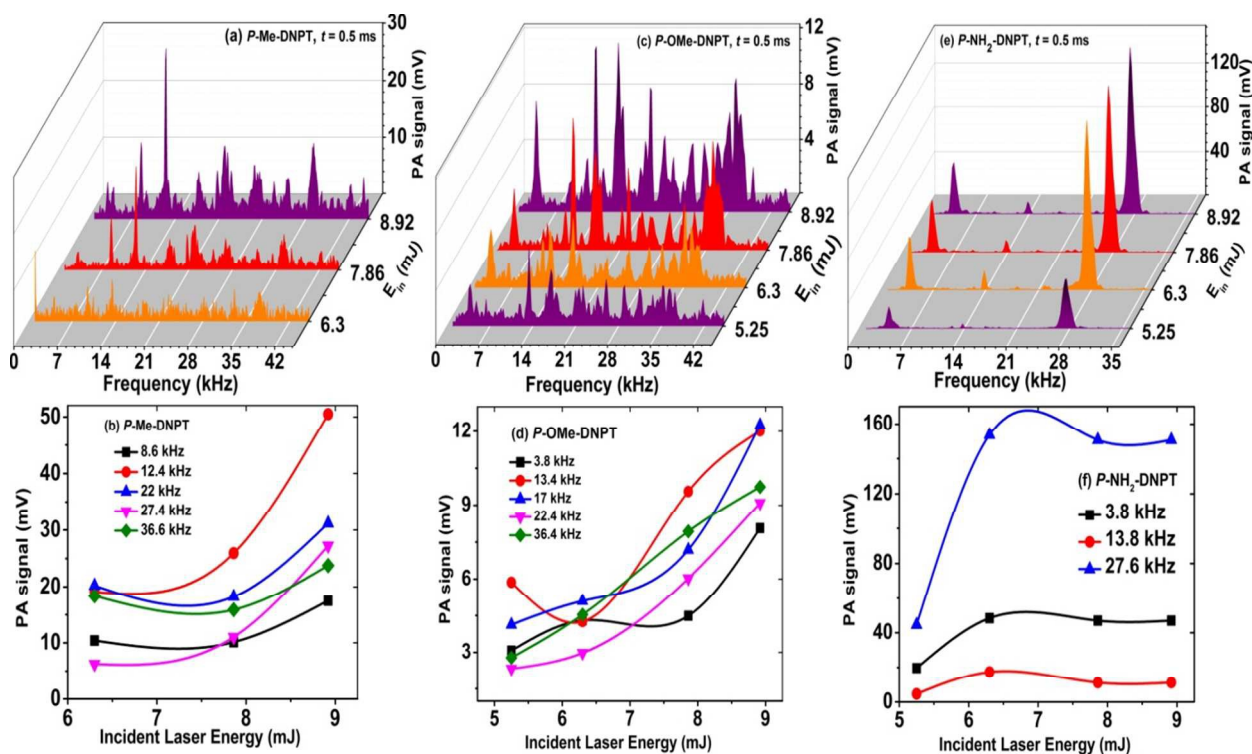 (a) P-Me-DNPT, t = 0.5 ms
30
20
10
PA signal (mV)
8.92
7.86
6.3
E_in (mJ)
0 7 14 21 28 35 42
Frequency (kHz)
(c) P-OMe-DNPT, t = 0.5 ms
12
8
4
PA signal (mV)
8.92
7.86
6.3
5.25
E_in (mJ)
0 7 14 21 28 35 42
Frequency (kHz)
(e) P-NH₂-DNPT, t = 0.5 ms
120
80
40
PA signal (mV)
8.92
7.86
6.3
5.25
E_in (mJ)
0 7 14 21 28 35
Frequency (kHz)
(b) P-Me-DNPT
8.6 kHz
12.4 kHz
22 kHz
27.4 kHz
36.6 kHz
50
40
30
20
10
0
PA signal (mV)
6 7 8 9
Incident Laser Energy (mJ)
(d) P-OMe-DNPT
3.8 kHz
13.4 kHz
17 kHz
22.4 kHz
36.4 kHz
12
9
6
3
PA signal (mV)
5 6 7 8 9
Incident Laser Energy (mJ)
(f) P-NH₂-DNPT
3.8 kHz
13.8 kHz
27.6 kHz
160
120
80
40
0
PA signal (mV)
5 6 7 8 9
Incident Laser Energy (mJ)